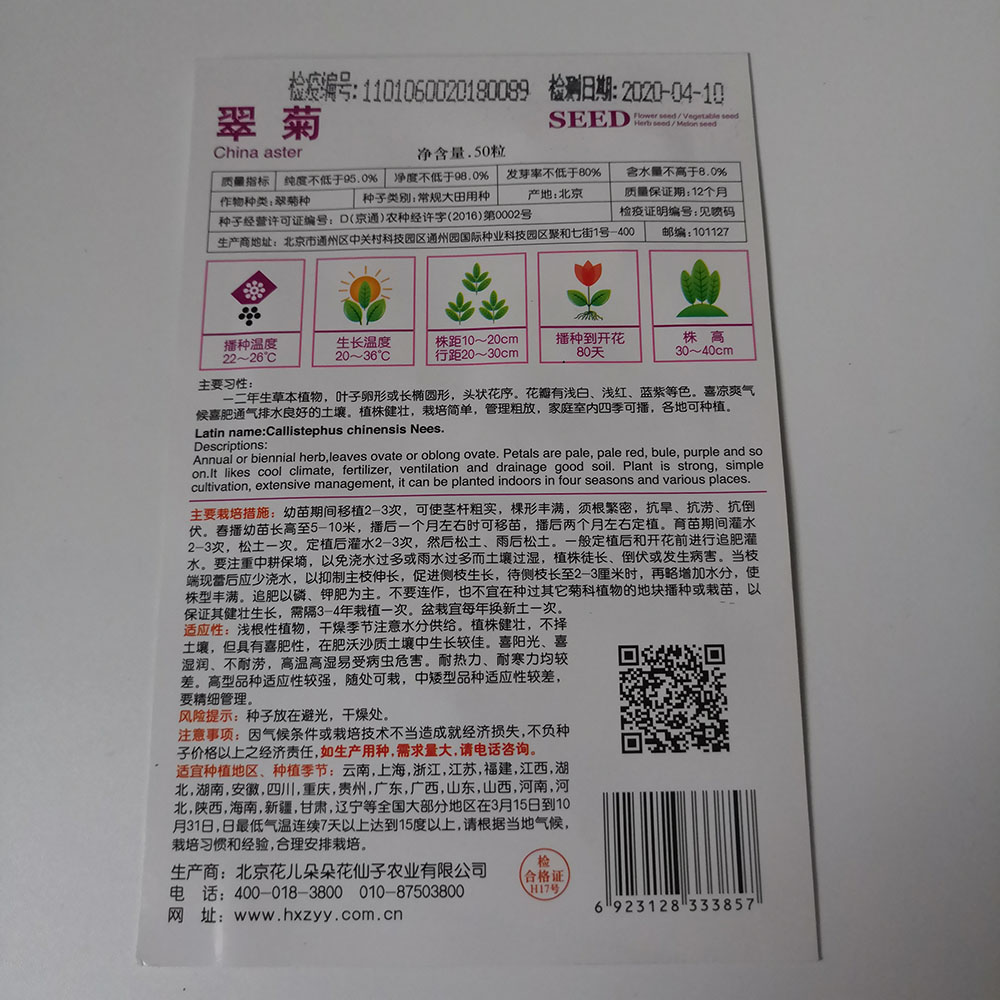 检疫编号:1101060020180089 检测日期:2020-04-10
翠菊
China aster
SEED Flower seed / Vegetable seed
Herb seed / Melon seed
净含量.50粒
质量指标 纯度不低于95.0% 净度不低于98.0% 发芽率不低于80% 含水量不高于8.0%
作物种类:翠菊种 种子类别:常规大田用种 产地:北京 质量保证期:12个月
种子经营许可证编号: D(京通)农种经许字(2016)第0002号 检疫证明编号:见喷码
生产商地址: 北京市通州区中关村科技园区通州园国际种业科技园区聚和七街1号-400 邮编:101127
播种温度
22～26℃
生长温度
20～36℃
株距10～20cm
行距20～30cm
播种到开花
80天
株 高
30～40cm
主要习性:
一二年生草本植物，叶子卵形或长椭圆形，头状花序。花瓣有浅白、浅红、蓝紫等色。喜凉爽气
候喜肥通气排水良好的土壤。植株健壮，栽培简单，管理粗放，家庭室内四季可播，各地可种植。
Latin name:Callistephus chinensis Nees.
Descriptions:
Annual or biennial herb,leaves ovate or oblong ovate. Petals are pale, pale red, bule, purple and so
on.It likes cool climate, fertilizer, ventilation and drainage good soil. Plant is strong, simple
cultivation, extensive management, it can be planted indoors in four seasons and various places.
主要栽培措施: 幼苗期间移植2-3次，可使茎杆粗实，棵形丰满，须根繁密，抗旱、抗涝、抗倒
伏。春播幼苗长高至5-10米，播后一个月左右时可移苗，播后两个月左右定植。育苗期间灌水
2-3次，松土一次。定植后灌水2-3次，然后松土、雨后松土。一般定植后和开花前进行追肥灌
水。要注重中耕保墒，以免浇水过多或雨水过多而土壤过湿，植株徒长、倒伏或发生病害。当枝
端现蕾后应少浇水，以抑制主枝伸长，促进侧枝生长，待侧枝长至2-3厘米时，再略增加水分，使
株型丰满。追肥以磷、钾肥为主。不要连作，也不宜在种过其它菊科植物的地块播种或栽苗，以
保证其健壮生长，需隔3-4年栽植一次。盆栽宜每年换新土一次。
适应性: 浅根性植物，干燥季节注意水分供给。植株健壮，不择
土壤，但具有喜肥性，在肥沃沙质土壤中生长较佳。喜阳光、喜
湿润、不耐涝，高温高湿易受病虫危害。耐热力、耐寒力均较
差。高型品种适应性较强，随处可栽，中矮型品种适应性较差，
要精细管理。
风险提示: 种子放在避光，干燥处。
注意事项: 因气候条件或栽培技术不当造成就经济损失,不负种
子价格以上之经济责任,如生产用种,需求量大,请电话咨询。
适宜种植地区、种植季节: 云南,上海,浙江,江苏,福建,江西,湖
北,湖南,安徽,四川,重庆,贵州,广东,广西,山东,山西,河南,河
北,陕西,海南,新疆,甘肃,辽宁等全国大部分地区在3月15日到10
月31日,日最低气温连续7天以上达到15度以上,请根据当地气候,
栽培习惯和经验,合理安排栽培。
生产商: 北京花儿朵朵花仙子农业有限公司
电 话: 400-018-3800 010-87503800
网 址: www.hxzyy.com.cn
检
合格证
H17号
6 923128 333857